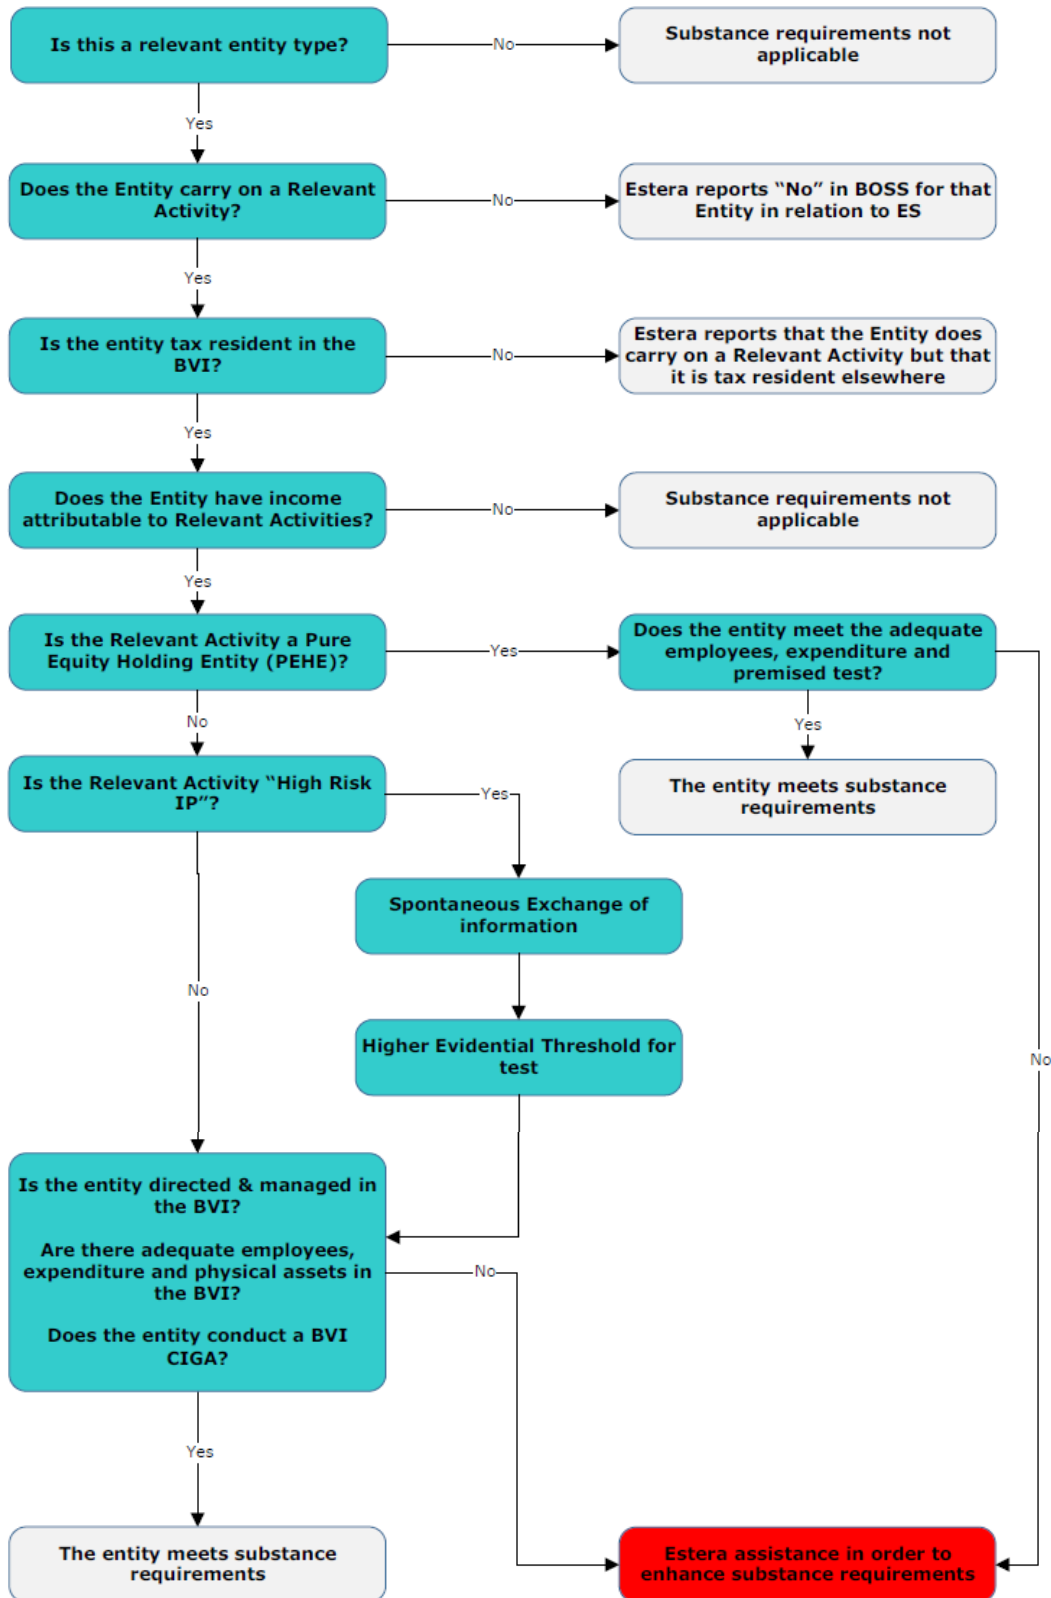 Is this a relevant entity type?
No
Substance requirements not
applicable
Yes
Does the Entity carry on a Relevant
Activity?
No
Estera reports “No” in BOSS for that
Entity in relation to ES
Yes
Is the entity tax resident in the
BVI?
No
Estera reports that the Entity does
carry on a Relevant Activity but that
it is tax resident elsewhere
Yes
Does the Entity have income
attributable to Relevant Activities?
No
Substance requirements not
applicable
Yes
Is the Relevant Activity a Pure
Equity Holding Entity (PEHE)?
Yes
Does the entity meet the adequate
employees, expenditure and
premised test?
No
Yes
Is the Relevant Activity “High Risk
IP”?
Yes
The entity meets substance
requirements
Spontaneous Exchange of
information
No
Higher Evidential Threshold for
test
No
Is the entity directed & managed in
the BVI?
Are there adequate employees,
expenditure and physical assets in
the BVI?
Does the entity conduct a BVI
CIGA?
No
Yes
The entity meets substance
requirements
Estera assistance in order to
enhance substance requirements